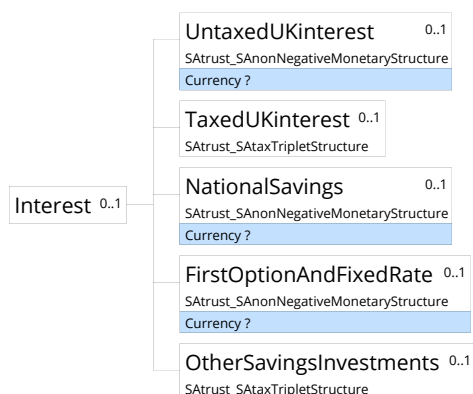 UntaxedUKinterest 0..1
SAtrust_SAnonNegativeMonetaryStructure
Currency ?
TaxedUKinterest 0..1
SAtrust_SAtaxTripletStructure
Interest 0..1
NationalSavings 0..1
SAtrust_SAnonNegativeMonetaryStructure
Currency ?
FirstOptionAndFixedRate 0..1
SAtrust_SAnonNegativeMonetaryStructure
Currency ?
OtherSavingsInvestments 0..1
SAtrust_SAtaxTripletStructure